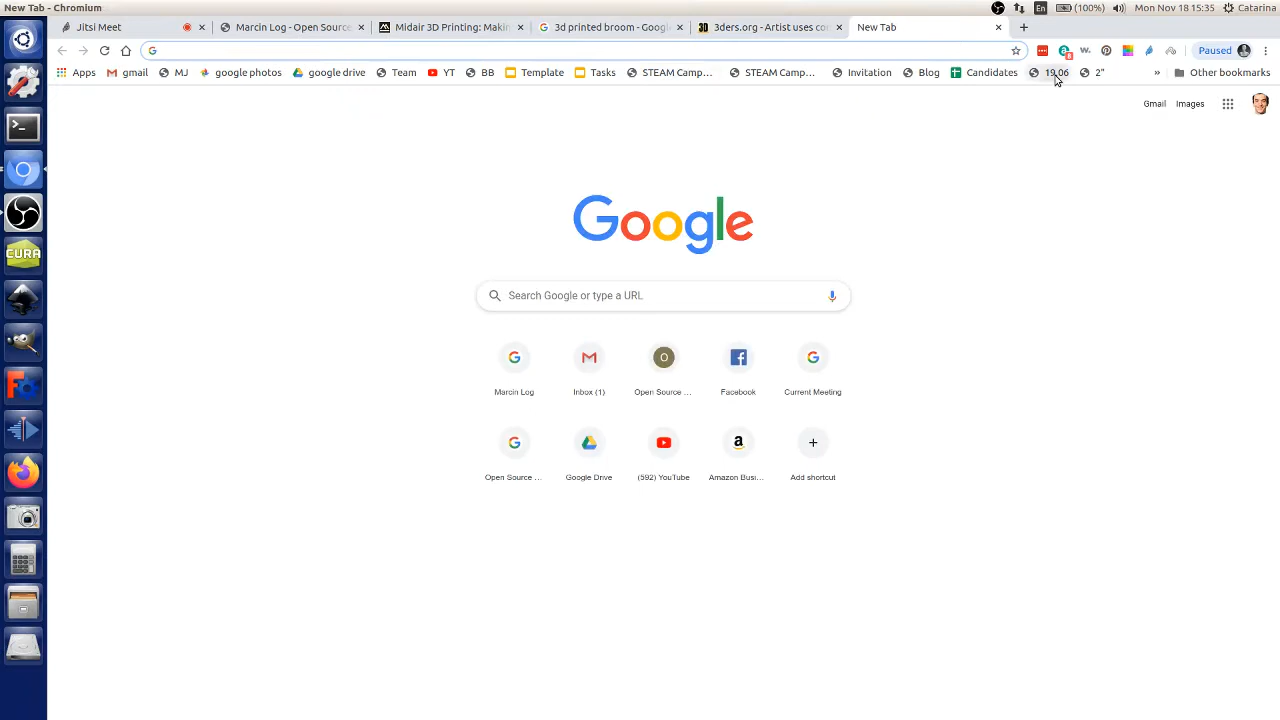 New Tab - Chromium
En
(100%)
Mon Nov 18 15:35
Catarina
Jitsi Meet
Marcin Log - Open Source
Midair 3D Printing: Makin
3d printed broom - Google
3ders.org - Artist uses co
New Tab
Paused
Apps
gmail
MJ
google photos
google drive
Team
YT
BB
Template
Tasks
STEAM Camp...
STEAM Camp...
Invitation
Blog
Candidates
19.06
2"
»
Other bookmarks
Gmail
Images
Google
Search Google or type a URL
Marcin Log
Inbox (1)
Open Source ...
Facebook
Current Meeting
Open Source ...
Google Drive
(592) YouTube
Amazon Busi...
Add shortcut
CURA